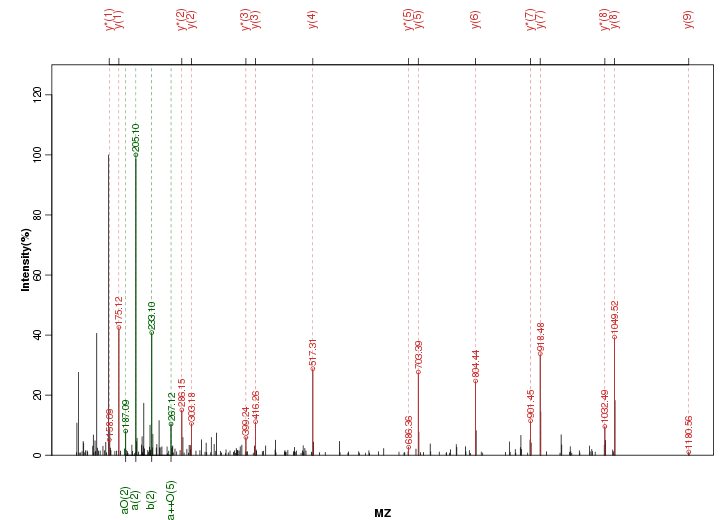 y*(1)
y(1)
y*(2)
y(2)
y*(3)
y(3)
y(4)
y*(5)
y(5)
y(6)
y*(7)
y(7)
y*(8)
y(8)
y(9)
Intensity(%)
120
100
80
60
40
20
0
158.09
175.12
187.09
205.10
233.10
267.12
286.15
303.18
399.24
416.26
517.31
686.36
703.39
804.44
901.45
918.48
1032.49
1049.52
1180.56
aO(2)
a(2)
b(2)
a++O(5)
MZ